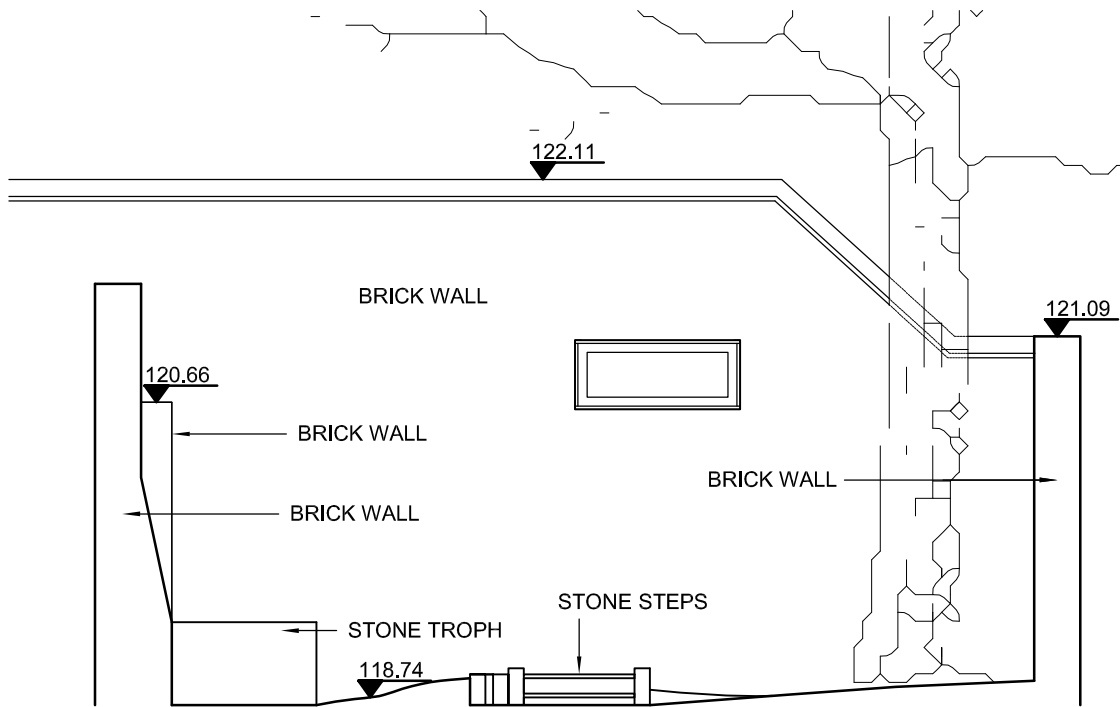 122.11
BRICK WALL
121.09
120.66
BRICK WALL
BRICK WALL
BRICK WALL
STONE STEPS
STONE TROPH
118.74